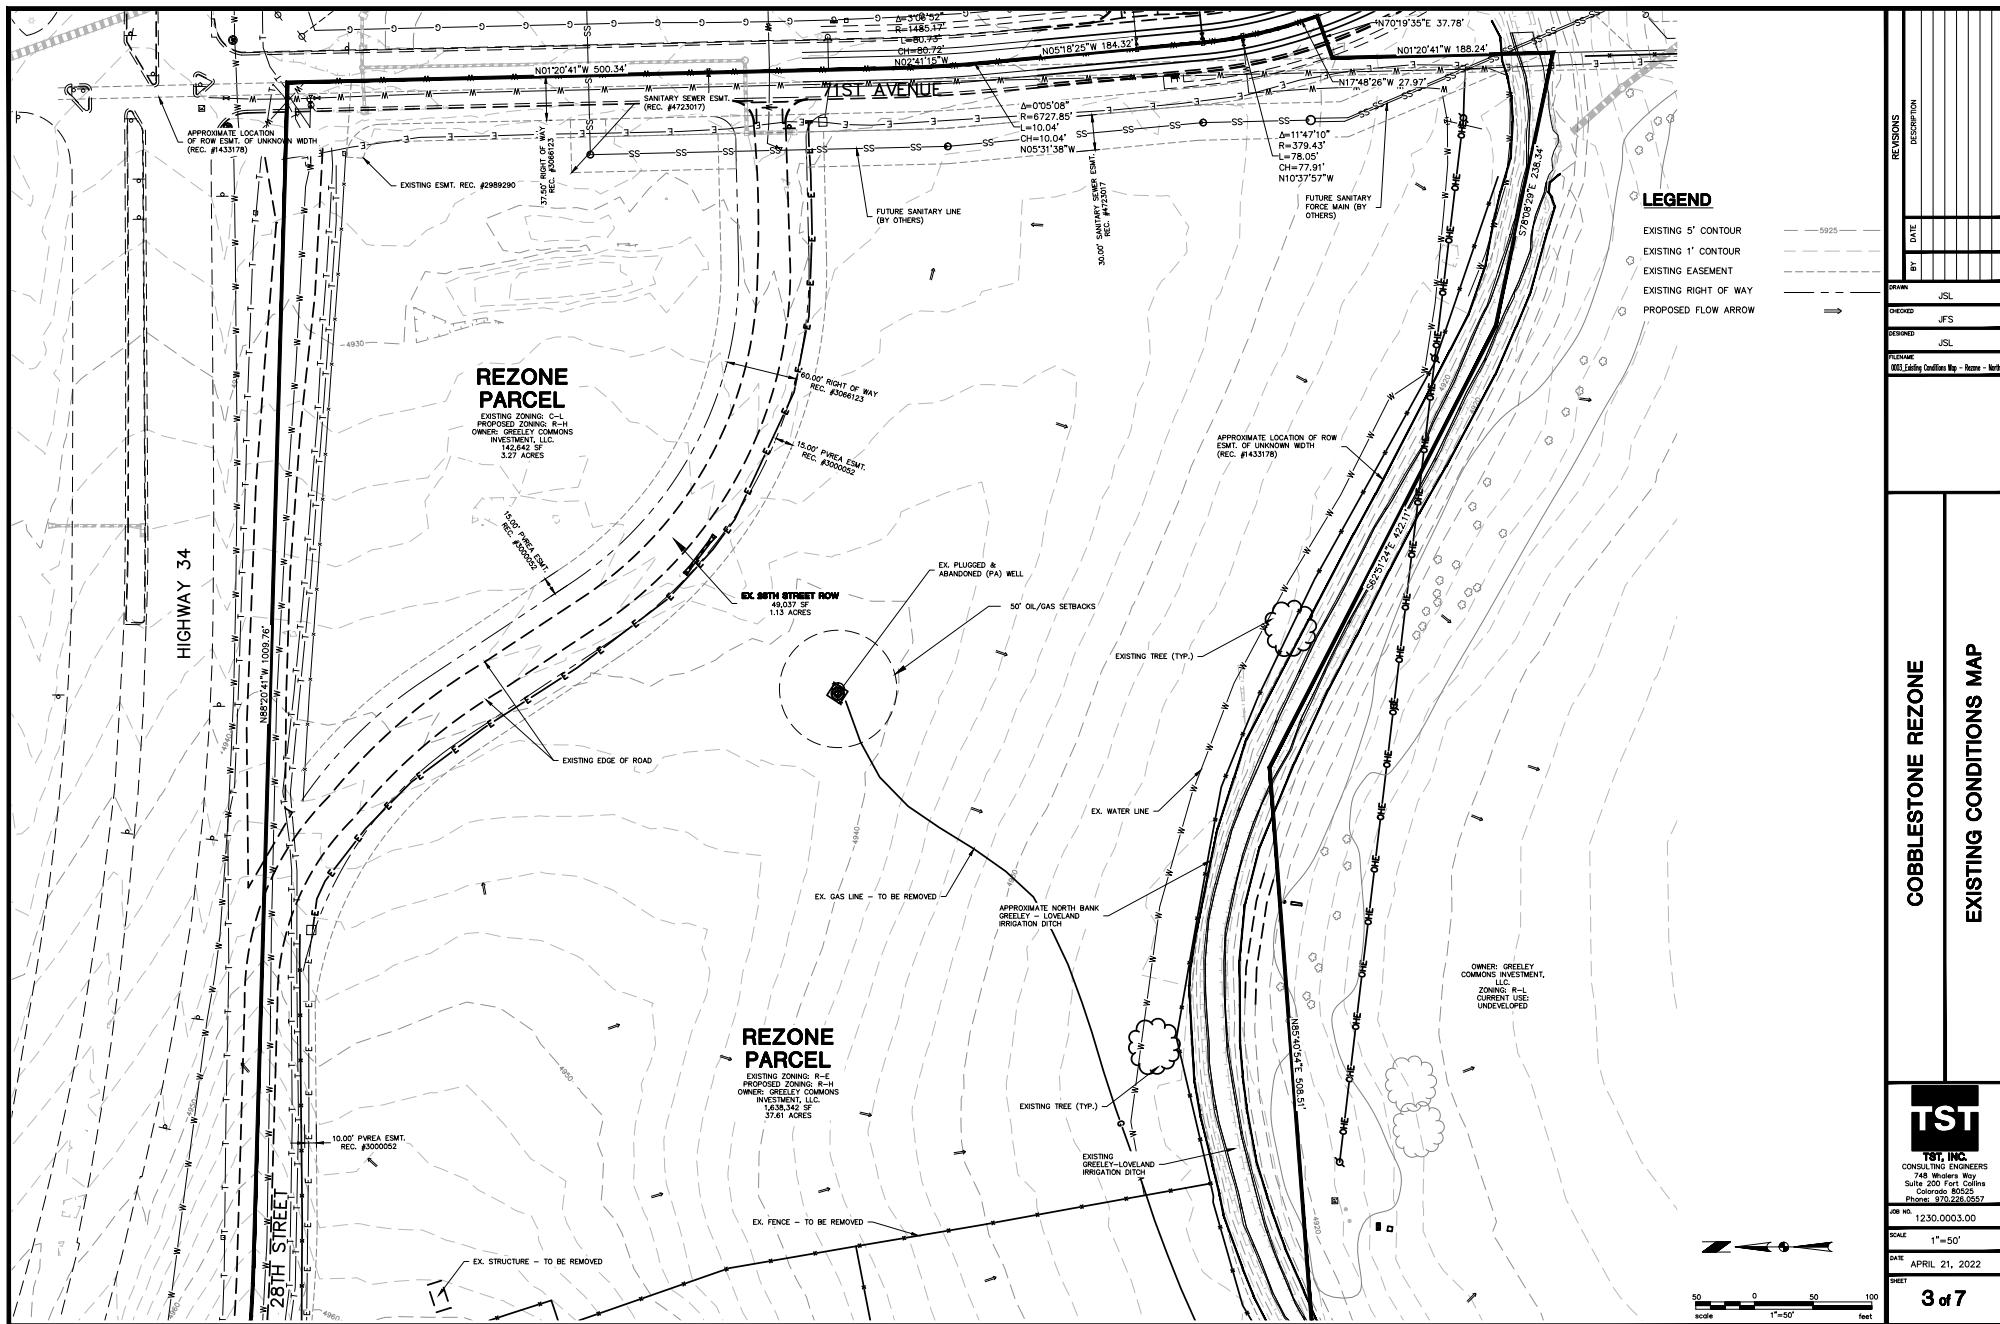 Δ=3°06'52"
R=1485.17'
L=80.73'
CH=80.72'
N02°41'15"W
N05°18'25"W 184.32'
N70°19'35"E 37.78'
N01°20'41"W 188.24'
N17°48'26"W 27.97'
N01°20'41"W 500.34'
71ST AVENUE
SANITARY SEWER ESMT.
(REC. #4723017)
APPROXIMATE LOCATION
OF ROW ESMT. OF UNKNOWN WIDTH
(REC. #1433178)
EXISTING ESMT. REC. #2989290
37.50' RIGHT OF WAY
REC. #3066123
FUTURE SANITARY LINE
(BY OTHERS)
Δ=0°05'08"
R=6727.85'
L=10.04'
CH=10.04'
N05°31'38"W
30.00' SANITARY SEWER ESMT.
REC. #4723017
Δ=11°47'10"
R=379.43'
L=78.05'
CH=77.91'
N10°37'57"W
FUTURE SANITARY
FORCE MAIN (BY
OTHERS)
S78°08'29"E 238.34'
LEGEND
EXISTING 5' CONTOUR
5925
EXISTING 1' CONTOUR
EXISTING EASEMENT
EXISTING RIGHT OF WAY
PROPOSED FLOW ARROW
4930
REZONE
PARCEL
EXISTING ZONING: C-L
PROPOSED ZONING: R-H
OWNER: GREELEY COMMONS
INVESTMENT, LLC.
142,642 SF
3.27 ACRES
60.00' RIGHT OF WAY
REC. #3066123
15.00' PVREA ESMT.
REC. #3000052
15.00' PVREA ESMT.
REC. #3000052
APPROXIMATE LOCATION OF ROW
ESMT. OF UNKNOWN WIDTH
(REC. #1433178)
4920
4920
S62°51'24"E 422.11'
HIGHWAY 34
N88°20'41"W 1009.76'
EX. 28TH STREET ROW
49,037 SF
1.13 ACRES
EX. PLUGGED &
ABANDONED (PA) WELL
50' OIL/GAS SETBACKS
EXISTING TREE (TYP.)
EXISTING EDGE OF ROAD
4940
4940
EX. WATER LINE
EX. GAS LINE - TO BE REMOVED
APPROXIMATE NORTH BANK
GREELEY - LOVELAND
IRRIGATION DITCH
OWNER: GREELEY
COMMONS INVESTMENT,
LLC.
ZONING: R-L
CURRENT USE:
UNDEVELOPED
N85°40'54"E 508.51'
REZONE
PARCEL
EXISTING ZONING: R-E
PROPOSED ZONING: R-H
OWNER: GREELEY COMMONS
INVESTMENT, LLC.
1,638,342 SF
37.61 ACRES
4950
4950
10.00' PVREA ESMT.
REC. #3000052
EXISTING TREE (TYP.)
EXISTING
GREELEY-LOVELAND
IRRIGATION DITCH
EX. FENCE - TO BE REMOVED
EX. STRUCTURE - TO BE REMOVED
28TH STREET
4960
4960
4920
50 0 50 100
scale 1"=50' feet
REVISIONS
DESCRIPTION
DATE
BY
DRAWN
JSL
CHECKED
JFS
DESIGNED
JSL
FILENAME
0003_Existing Conditions Map - Rezone - North
COBBLESTONE REZONE
EXISTING CONDITIONS MAP
TST
TST, INC.
CONSULTING ENGINEERS
748 Whalers Way
Suite 200 Fort Collins
Colorado 80525
Phone: 970.226.0557
JOB NO.
1230.0003.00
SCALE
1"=50'
DATE
APRIL 21, 2022
SHEET
3 of 7